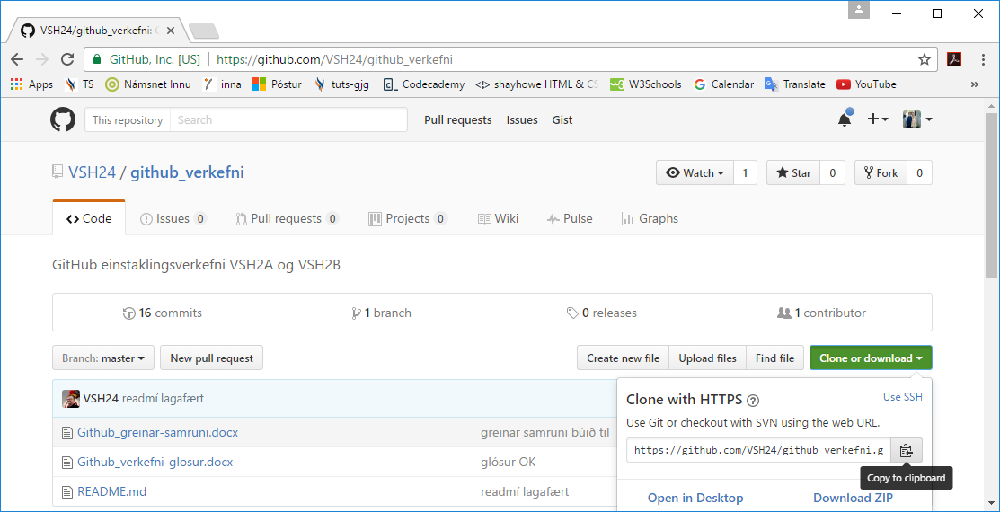 VSH24/github_verkefni:
GitHub, Inc. [US] https://github.com/VSH24/github_verkefni
Apps TS Námsnet Innu inna Póstur tuts-gjg Codecademy shayhowe HTML & CS W3Schools Calendar Translate YouTube »
This repository Search Pull requests Issues Gist
VSH24 / github_verkefni Watch 1 Star 0 Fork 0
Code Issues 0 Pull requests 0 Projects 0 Wiki Pulse Graphs
GitHub einstaklingsverkefni VSH2A og VSH2B
16 commits 1 branch 0 releases 1 contributor
Branch: master New pull request Create new file Upload files Find file Clone or download
VSH24 readmí lagafært
Github_greinar-samruni.docx greinar samruni búið til
Github_verkefni-glosur.docx glósur OK
README.md readmí lagafært
Clone with HTTPS ? Use SSH
Use Git or checkout with SVN using the web URL.
https://github.com/VSH24/github_verkefni.g
Copy to clipboard
Open in Desktop Download ZIP